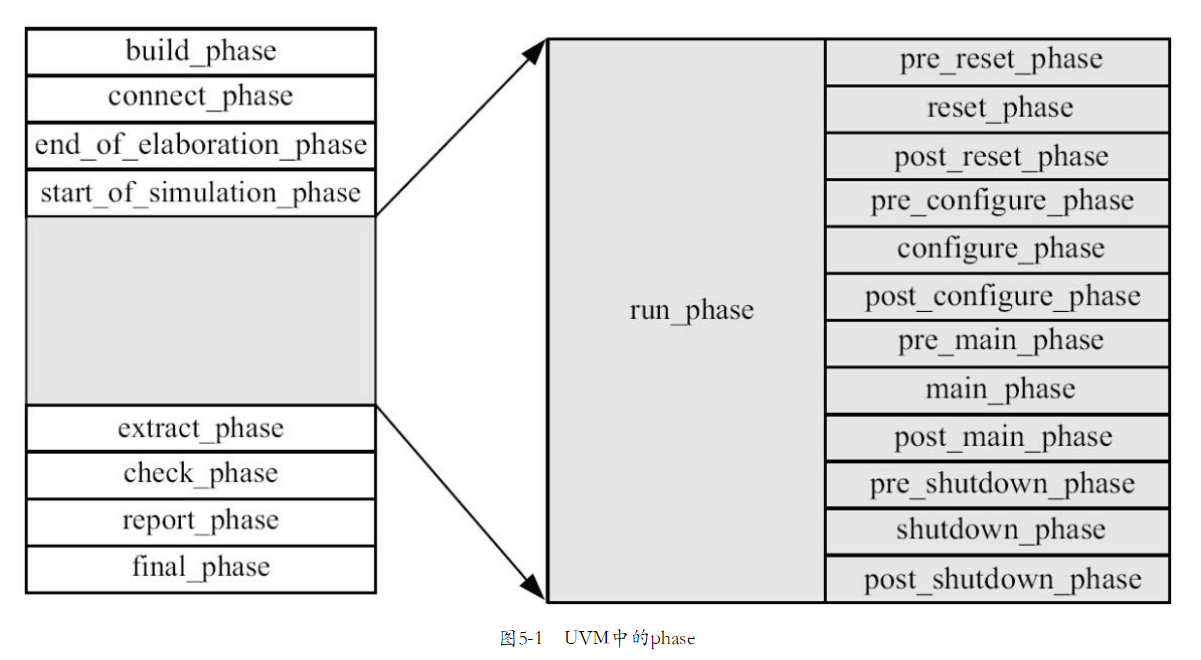 build_phase
connect_phase
end_of_elaboration_phase
start_of_simulation_phase
extract_phase
check_phase
report_phase
final_phase
run_phase
pre_reset_phase
reset_phase
post_reset_phase
pre_configure_phase
configure_phase
post_configure_phase
pre_main_phase
main_phase
post_main_phase
pre_shutdown_phase
shutdown_phase
post_shutdown_phase
图5-1 UVM中的phase